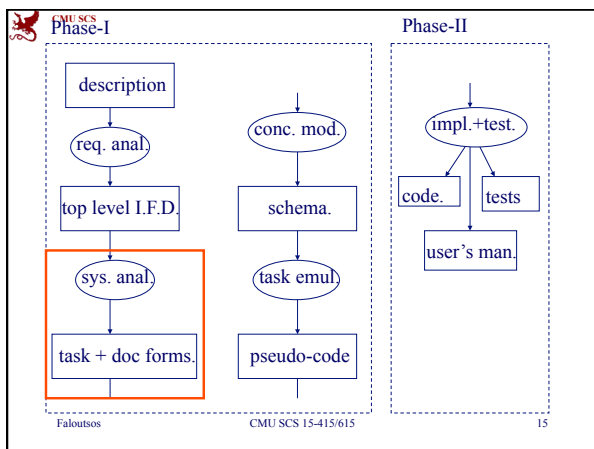 CMU SCS
Phase-I
Phase-II
description
req. anal.
top level I.F.D.
sys. anal.
task + doc forms.
conc. mod.
schema.
task emul.
pseudo-code
impl.+test.
code.
tests
user's man.
Faloutsos
CMU SCS 15-415/615
15